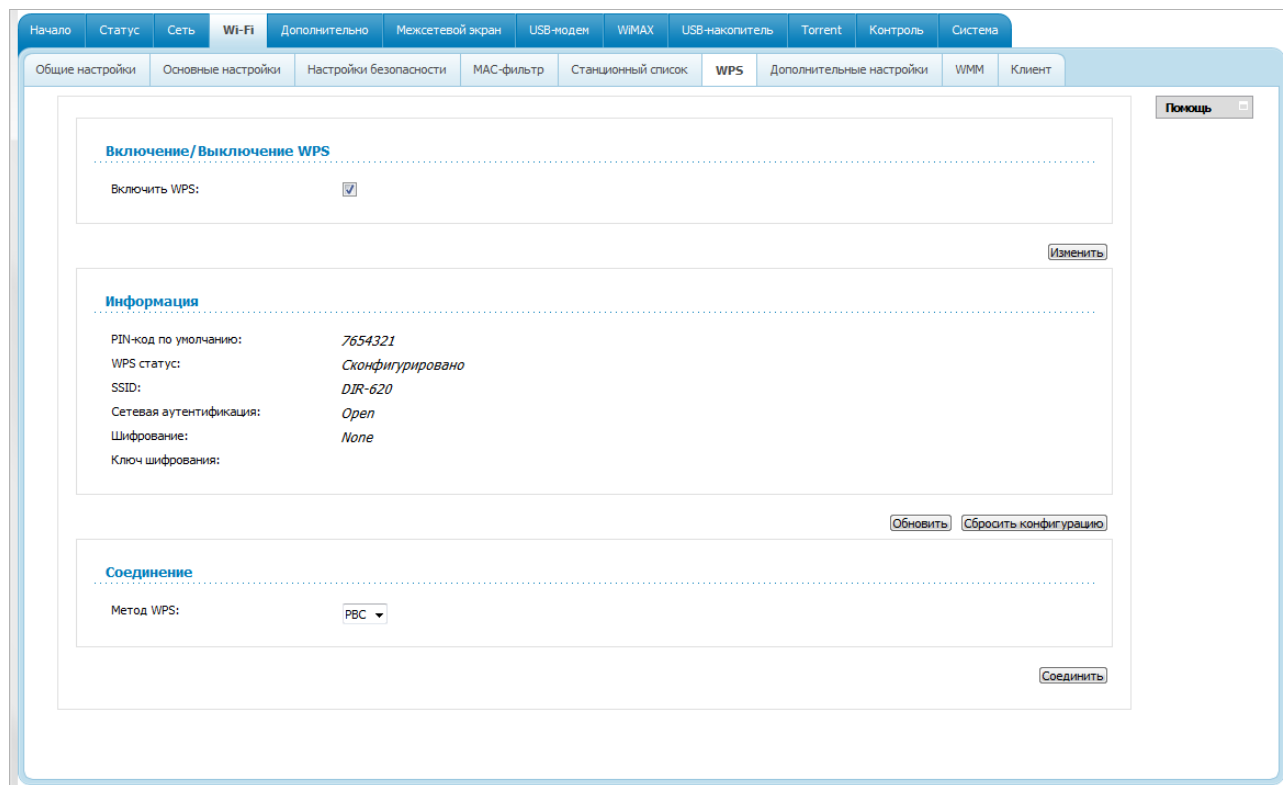 Начало Статус Сеть Wi-Fi Дополнительно Межсетевой экран USB-модем WiMAX USB-накопитель Torrent Контроль Система
Общие настройки Основные настройки Настройки безопасности MAC-фильтр Станционный список WPS Дополнительные настройки WMM Клиент
Помощь
Включение/Выключение WPS
Включить WPS:
Изменить
Информация
PIN-код по умолчанию: 7654321
WPS статус: Сконфигурировано
SSID: DIR-620
Сетевая аутентификация: Open
Шифрование: None
Ключ шифрования:
Обновить Сбросить конфигурацию
Соединение
Метод WPS: PBC
Соединить